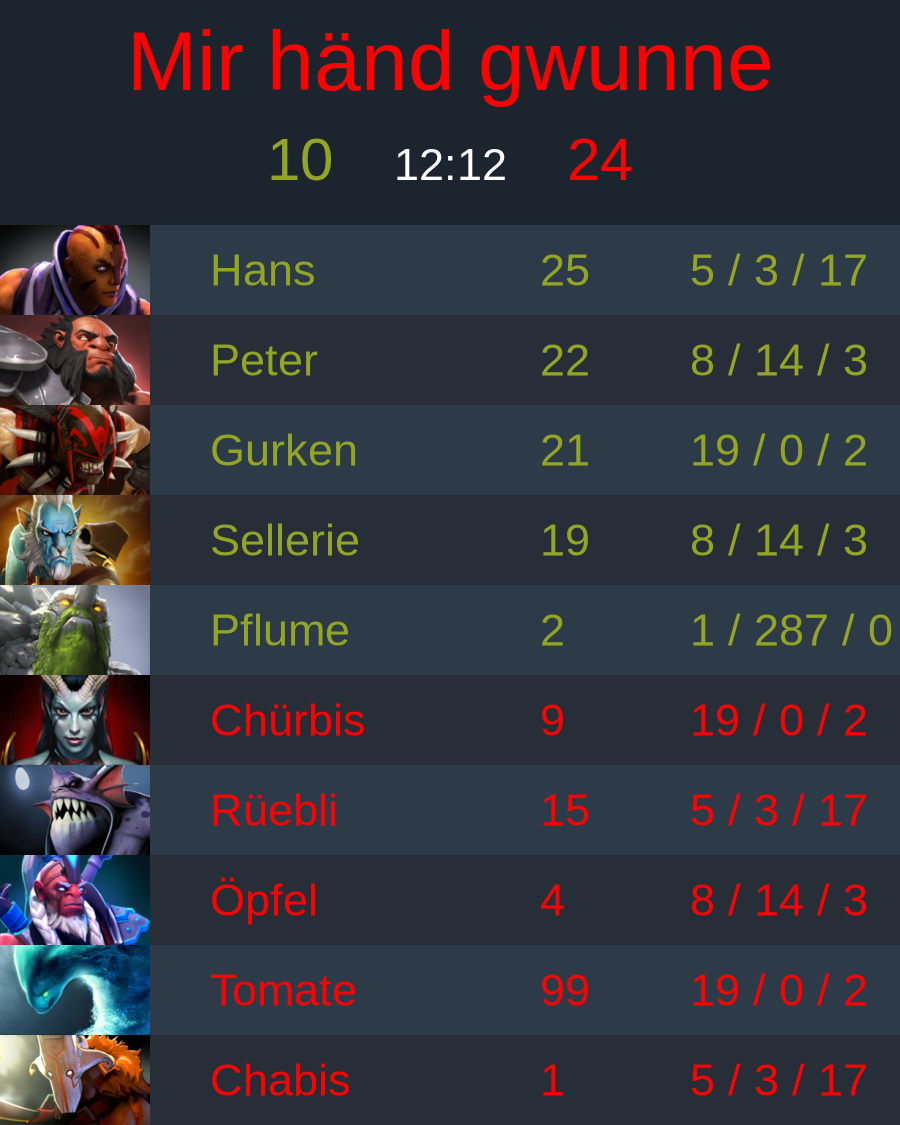 Mir händ gwunne
10 12:12 24
Hans 25 5 / 3 / 17
Peter 22 8 / 14 / 3
Gurken 21 19 / 0 / 2
Sellerie 19 8 / 14 / 3
Pflume 2 1 / 287 / 0
Chürbis 9 19 / 0 / 2
Rüebli 15 5 / 3 / 17
Öpfel 4 8 / 14 / 3
Tomate 99 19 / 0 / 2
Chabis 1 5 / 3 / 17